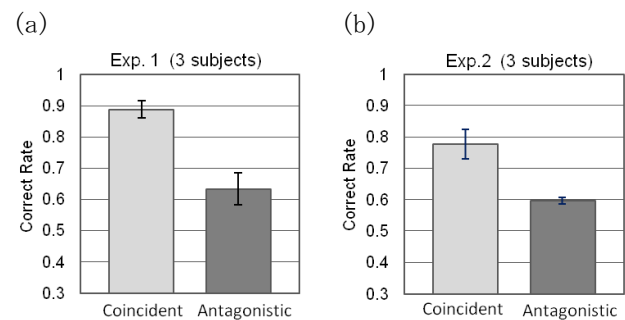 (a)
Exp. 1 (3 subjects)
Correct Rate
1
0.9
0.8
0.7
0.6
0.5
0.4
0.3
Coincident Antagonistic
(b)
Exp.2 (3 subjects)
Correct Rate
1
0.9
0.8
0.7
0.6
0.5
0.4
0.3
Coincident Antagonistic